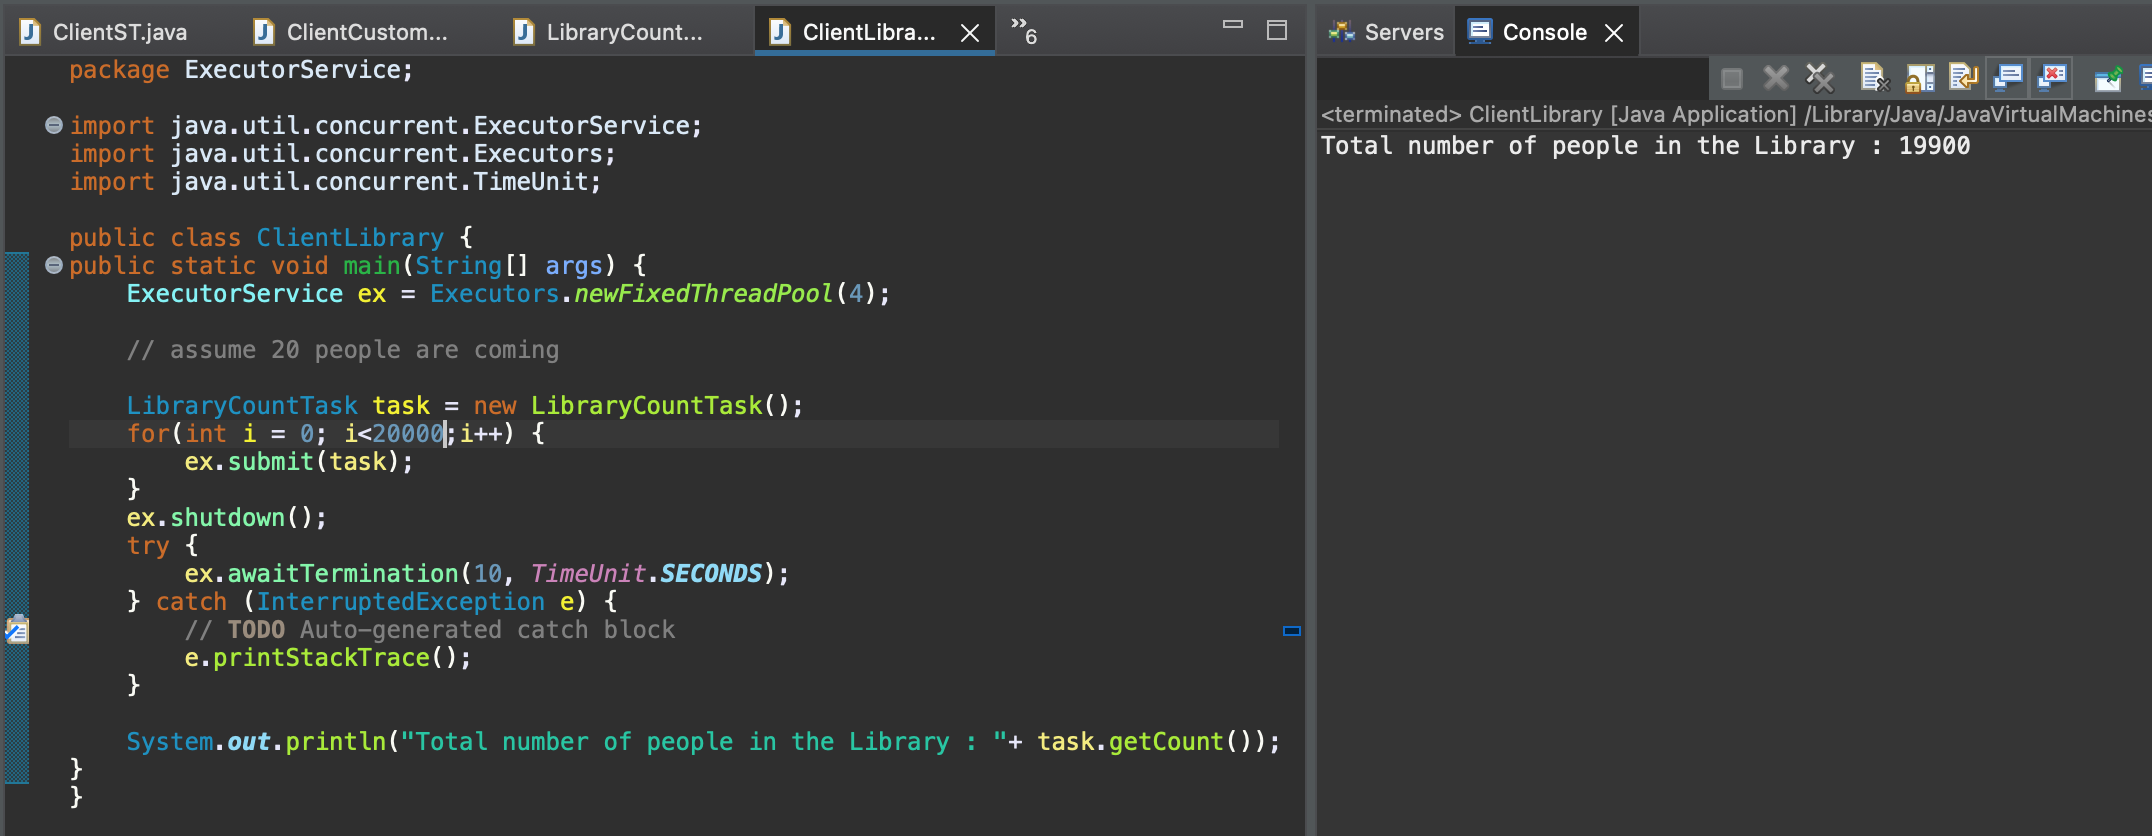 ClientST.java ClientCustom... LibraryCount... ClientLibra... »6
package ExecutorService;
import java.util.concurrent.ExecutorService;
import java.util.concurrent.Executors;
import java.util.concurrent.TimeUnit;
public class ClientLibrary {
public static void main(String[] args) {
ExecutorService ex = Executors.newFixedThreadPool(4);
// assume 20 people are coming
LibraryCountTask task = new LibraryCountTask();
for(int i = 0; i<20000;i++) {
ex.submit(task);
}
ex.shutdown();
try {
ex.awaitTermination(10, TimeUnit.SECONDS);
} catch (InterruptedException e) {
// TODO Auto-generated catch block
e.printStackTrace();
}
System.out.println("Total number of people in the Library : "+ task.getCount());
}
}
Servers Console
<terminated> ClientLibrary [Java Application] /Library/Java/JavaVirtualMachines
Total number of people in the Library : 19900